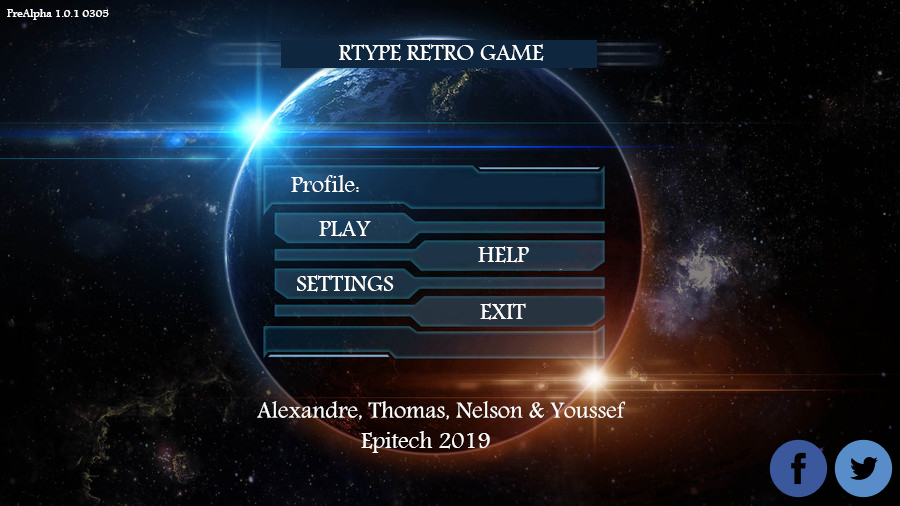 PreAlpha 1.0.1 0305
RTYPE RETRO GAME
Profile:
PLAY
HELP
SETTINGS
EXIT
Alexandre, Thomas, Nelson & Youssef
Epitech 2019